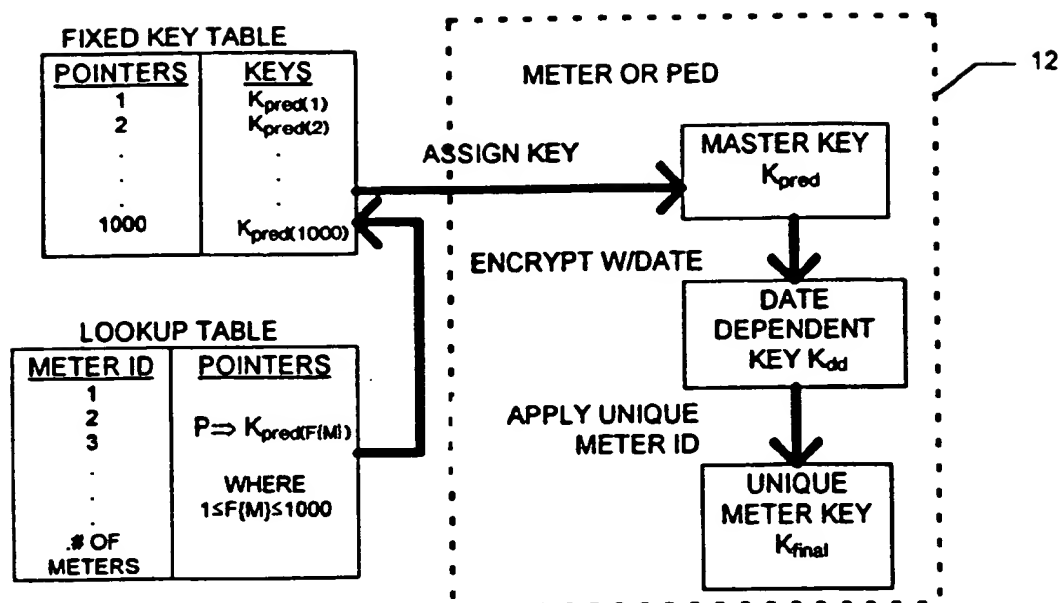 FIXED KEY TABLE
POINTERS KEYS
1 Kpred(1)
2 Kpred(2)
. .
. .
. .
1000 Kpred(1000)
LOOKUP TABLE
METER ID POINTERS
1
2
3
P⇒ Kpred(F{M})
.
.
.
WHERE
1≤F{M}≤1000
.# OF
METERS
ASSIGN KEY
METER OR PED
12
MASTER KEY
Kpred
ENCRYPT W/DATE
DATE
DEPENDENT
KEY Kdd
APPLY UNIQUE
METER ID
UNIQUE
METER KEY
Kfinal